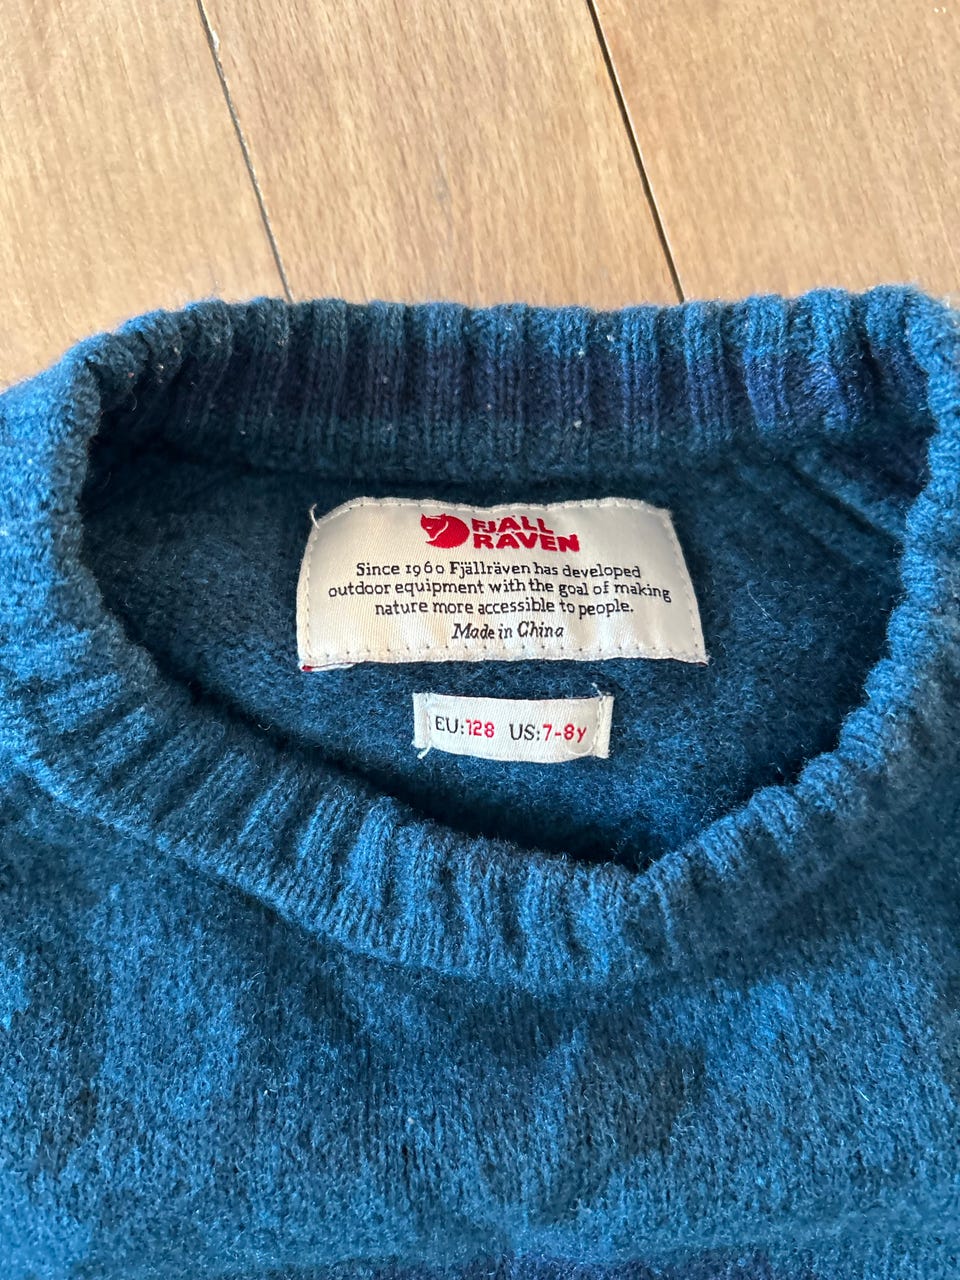 FJÄLL
RÄVEN
Since 1960 Fjällräven has developed
outdoor equipment with the goal of making
nature more accessible to people.
Made in China
EU:128 US:7-8y